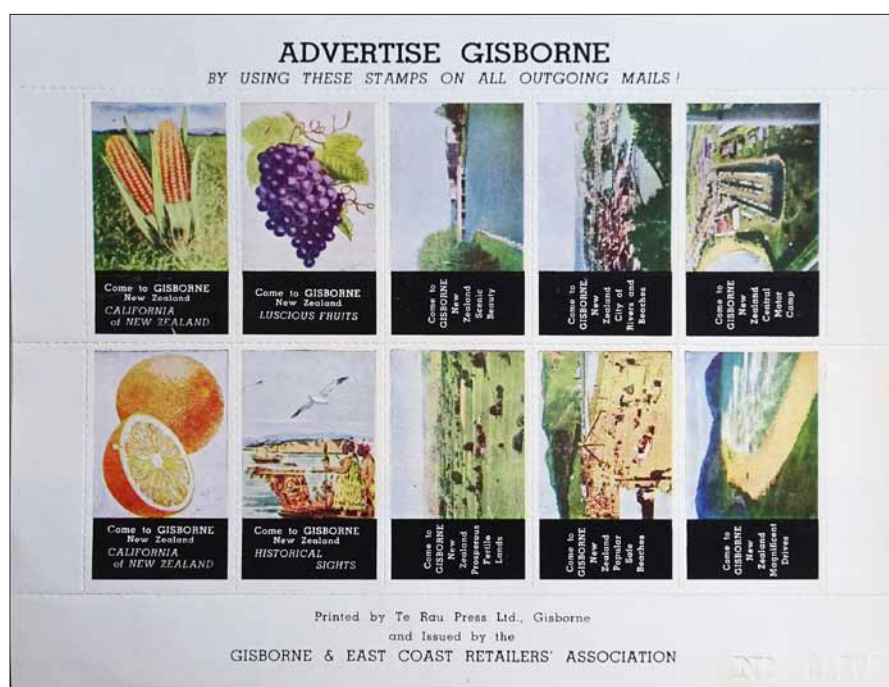 ADVERTISE GISBORNE
BY USING THESE STAMPS ON ALL OUTGOING MAILS!
Come to GISBORNE
New Zealand
CALIFORNIA
of NEW ZEALAND
Come to GISBORNE
New Zealand
LUSCIOUS FRUITS
Come to
GISBORNE
New
Zealand
Scenic
Beauty
Come to
GISBORNE,
New
Zealand
City of
Rivers and
Beaches
Come to
GISBORNE
New
Zealand
Central
Motor
Camp
Come to GISBORNE
New Zealand
CALIFORNIA
of NEW ZEALAND
Come to GISBORNE
New Zealand
HISTORICAL
SIGHTS
Come to
GISBORNE
New
Zealand
Prosperous
Fertile
Lands
Come to
GISBORNE
New
Zealand
Popular
Safe
Beaches
Come to
GISBORNE
New
Zealand
Magnificent
Drives
Printed by Te Rau Press Ltd., Gisborne
and Issued by the
GISBORNE & EAST COAST RETAILERS' ASSOCIATION